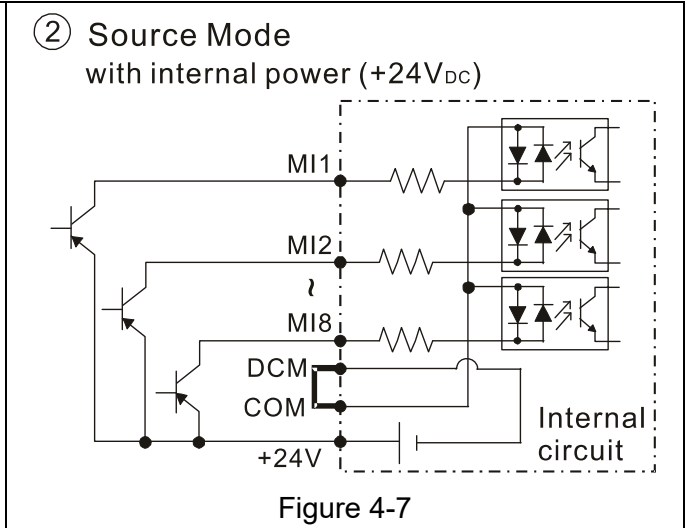 ② Source Mode
with internal power (+24VDC)
MI1
MI2
~
MI8
DCM
COM
+24V
Internal
circuit
Figure 4-7